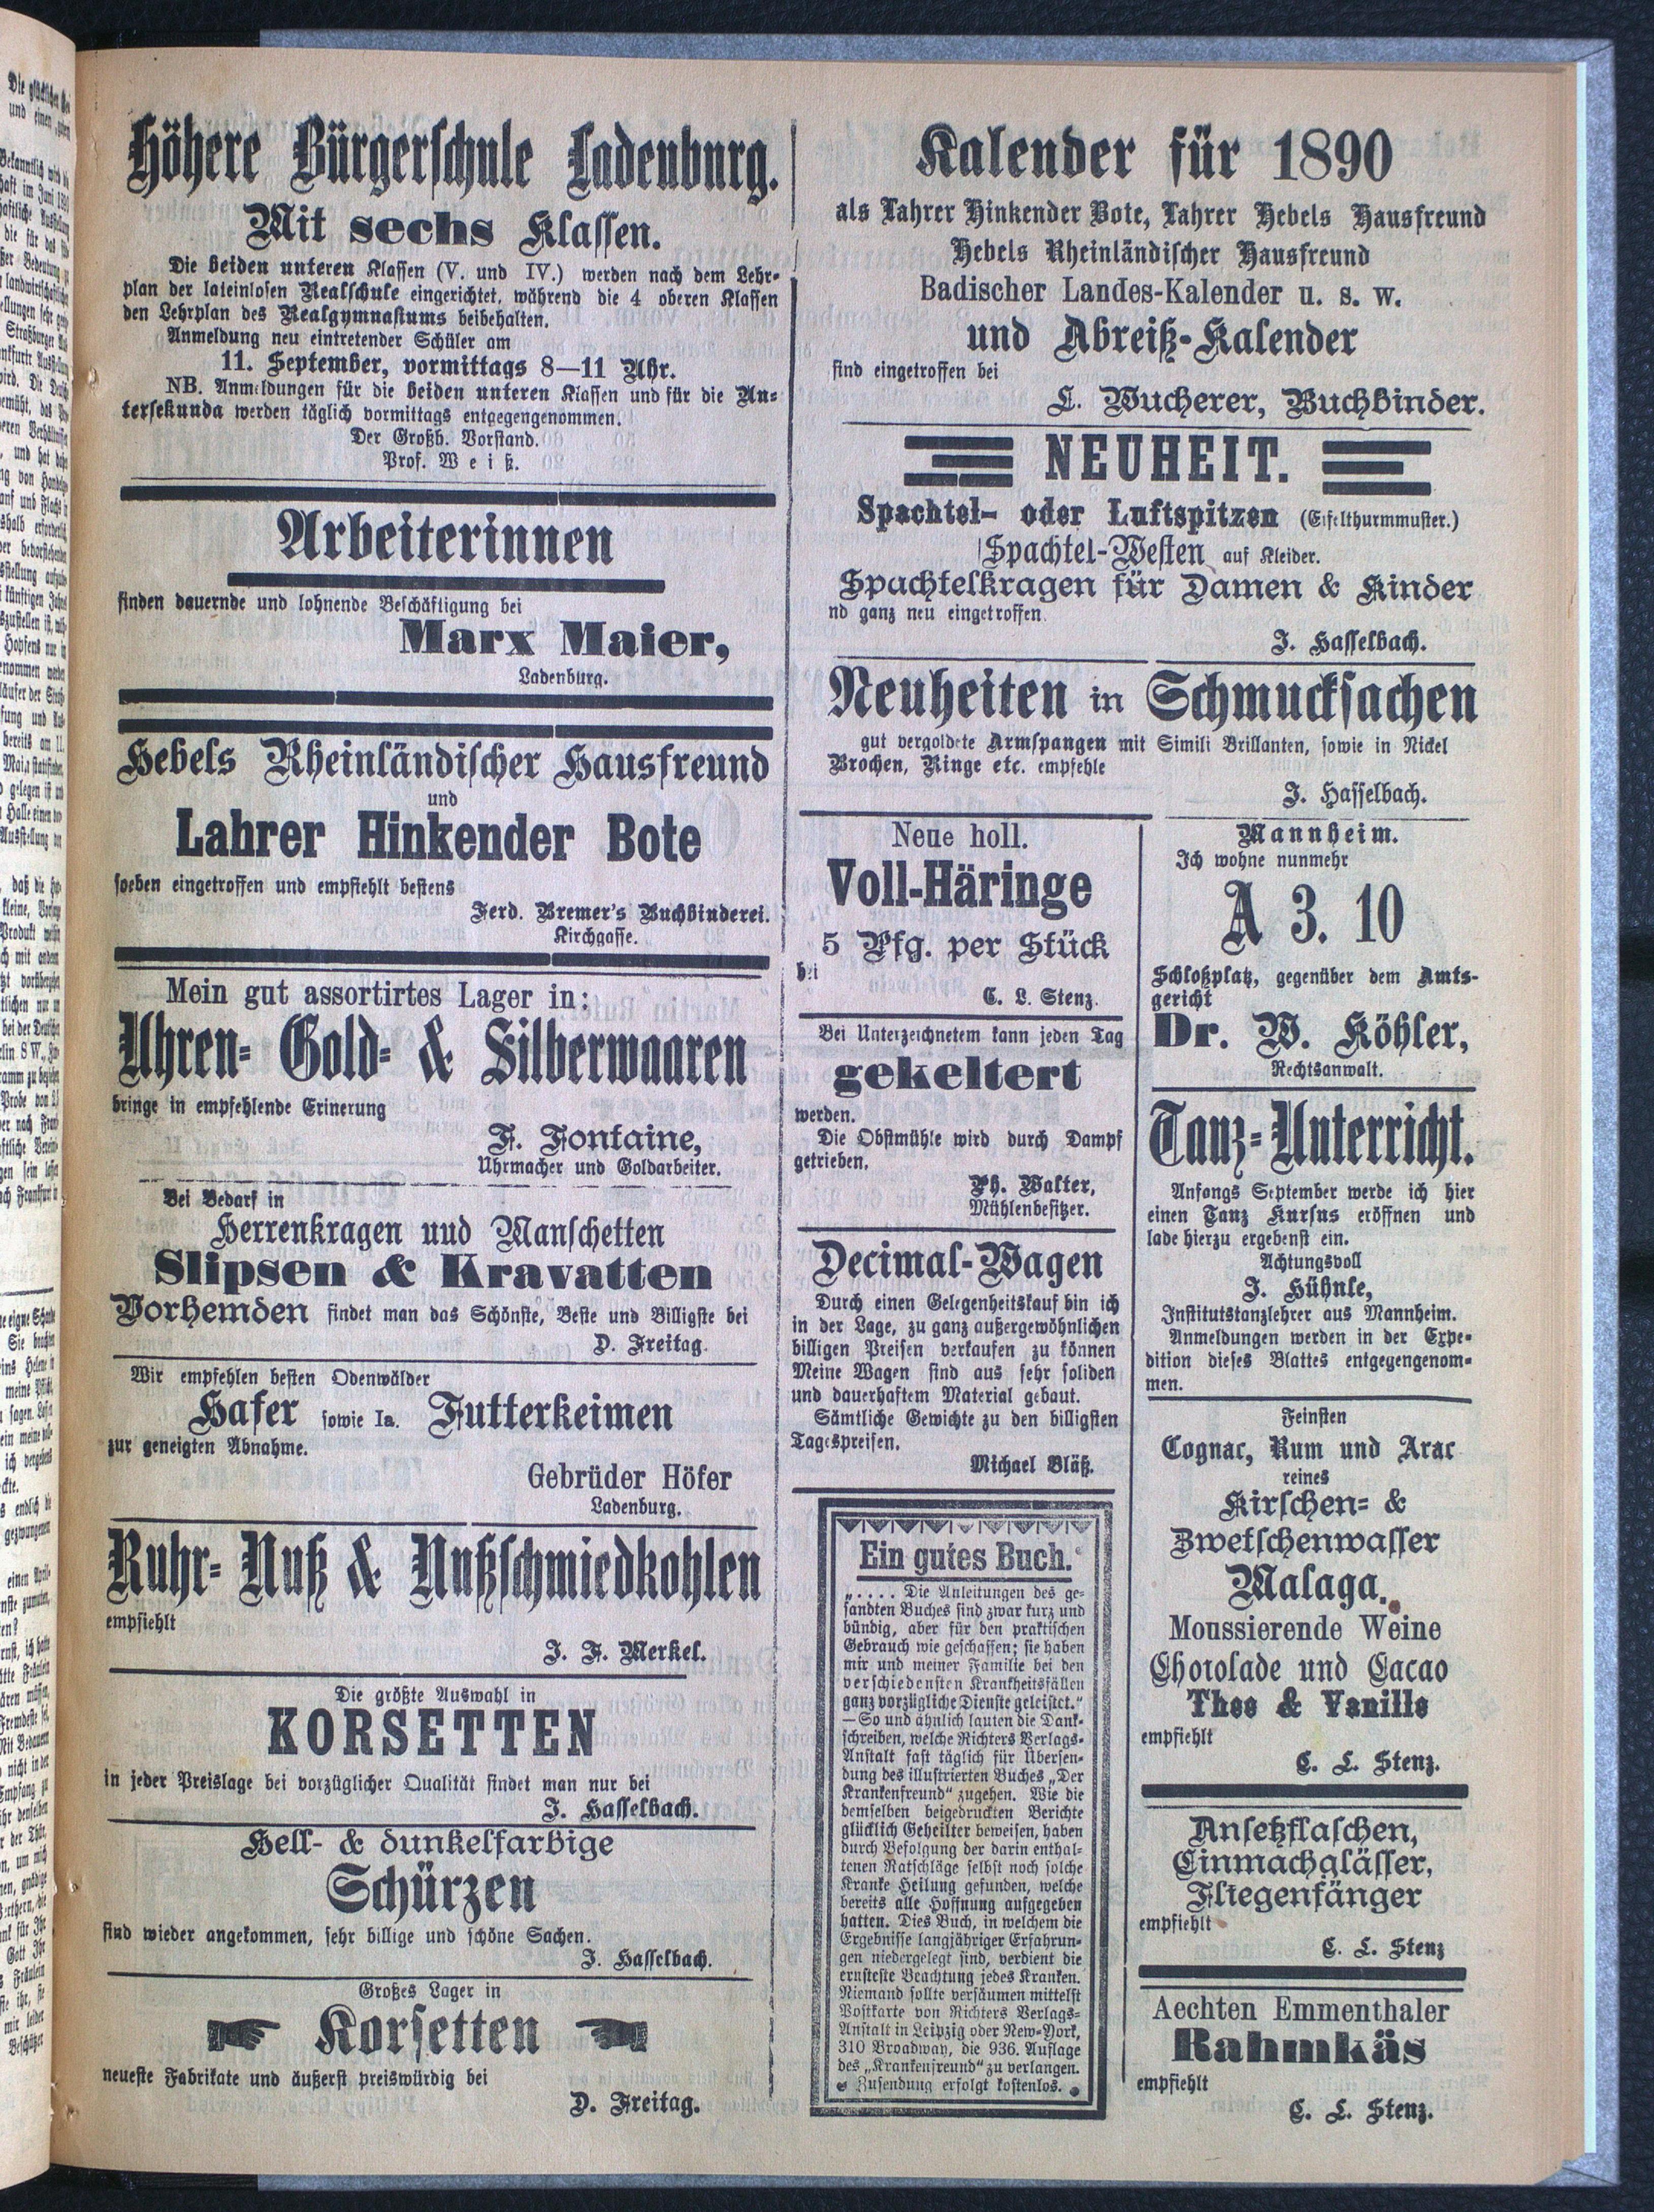 Höhere Bürgerschule Ladenburg.
Mit sechs Klassen.
Die beiden unteren Klassen (V. und IV.) werden nach dem Lehr-
plan der lateinlosen Realschule eingerichtet, während die 4 oberen Klassen
den Lehrplan des Realgymnasiums beibehalten.
Anmeldung neu eintretender Schüler am
11. September, vormittags 8—11 Uhr.
NB. Anmeldungen für die beiden unteren Klassen und für die Un-
tersekunda werden täglich vormittags entgegengenommen.
Der Großh. Vorstand.
Prof. Weiß.
Arbeiterinnen
finden dauernde und lohnende Beschäftigung bei
Marx Maier,
Ladenburg.
Hebels Rheinländischer Hausfreund
und
Lahrer Hinkender Bote
soeben eingetroffen und empfiehlt bestens
Ferd. Bremer's Buchbinderei.
Kirchgasse.
Mein gut assortirtes Lager in:
Uhren- Gold- & Silberwaaren
bringe in empfehlende Erinerung
F. Fontaine,
Uhrmacher und Goldarbeiter.
Bei Bedarf in
Herrenkragen und Manschetten
Slipsen & Kravatten
Vorhemden findet man das Schönste, Beste und Billigste bei
D. Freitag.
Wir empfehlen besten Odenwälder
Hafer sowie Ia. Futterkeimen
zur geneigten Abnahme.
Gebrüder Höfer
Ladenburg.
Ruhr- Nuß & Nußschmiedkohlen
empfiehlt
J. F. Merkel.
Die größte Auswahl in
KORSETTEN
in jeder Preislage bei vorzüglicher Qualität findet man nur bei
J. Hasselbach.
Hell- & dunkelfarbige
Schürzen
sind wieder angekommen, sehr billige und schöne Sachen.
J. Hasselbach.
Großes Lager in
Korsetten
neueste Fabrikate und äußerst preiswürdig bei
D. Freitag.
Kalender für 1890
als Lahrer Hinkender Bote, Lahrer Hebels Hausfreund
Hebels Rheinländischer Hausfreund
Badischer Landes-Kalender u. s. w.
und Abreiß-Kalender
sind eingetroffen bei
L. Wucherer, Buchbinder.
NEUHEIT.
Spachtel- oder Luftspitzen (Eifelthurmmuster.)
Spachtel-Westen auf Kleider.
Spachtelkragen für Damen & Kinder
nd ganz neu eingetroffen.
J. Hasselbach.
Neuheiten in Schmucksachen
gut vergoldete Armspangen mit Simili Brillanten, sowie in Nickel
Brochen, Ringe etc. empfehle
J. Hasselbach.
Neue holl.
Voll-Häringe
5 Pfg. per Stück
bei
C. L. Stenz.
Bei Unterzeichnetem kann jeden Tag
gekeltert
werden.
Die Obstmühle wird durch Dampf
getrieben.
Ph. Walter,
Mühlenbesitzer.
Decimal-Wagen
Durch einen Gelegenheitskauf bin ich
in der Lage, zu ganz außergewöhnlichen
billigen Preisen verkaufen zu können
Meine Wagen sind aus sehr soliden
und dauerhaftem Material gebaut.
Sämtliche Gewichte zu den billigsten
Tagespreisen.
Michael Bläß.
Ein gutes Buch.
„.... Die Anleitungen des ge-
sandten Buches sind zwar kurz und
bündig, aber für den praktischen
Gebrauch wie geschaffen; sie haben
mir und meiner Familie bei den
verschiedensten Krankheitsfällen
ganz vorzügliche Dienste geleistet.“
— So und ähnlich lauten die Dank-
schreiben, welche Richters Verlags-
Anstalt fast täglich für Übersen-
dung des illustrierten Buches „Der
Krankenfreund“ zugehen. Wie die
demselben beigedruckten Berichte
glücklich Geheilter beweisen, haben
durch Befolgung der darin enthal-
tenen Ratschläge selbst noch solche
Kranke Heilung gefunden, welche
bereits alle Hoffnung aufgegeben
hatten. Dies Buch, in welchem die
Ergebnisse langjähriger Erfahrun-
gen niedergelegt sind, verdient die
ernsteste Beachtung jedes Kranken.
Niemand sollte versäumen mittelst
Postkarte von Richters Verlags-
Anstalt in Leipzig oder New-York,
310 Broadway, die 936. Auflage
des „Krankenfreund“ zu verlangen.
Zusendung erfolgt kostenlos.
Mannheim.
Ich wohne nunmehr
A 3. 10
Schloßplatz, gegenüber dem Amts-
gericht
Dr. W. Köhler,
Rechtsanwalt.
Tanz-Unterricht.
Anfangs September werde ich hier
einen Tanz Kursus eröffnen und
lade hierzu ergebenst ein.
Achtungsvoll
J. Hühnle,
Institutstanzlehrer aus Mannheim.
Anmeldungen werden in der Expe-
dition dieses Blattes entgegengenom-
men.
Feinsten
Cognac, Rum und Arac
reines
Kirschen- &
Zwetschenwasser
Malaga.
Moussierende Weine
Chocolade und Cacao
Thee & Vanille
empfiehlt
C. L. Stenz.
Ansetzflaschen,
Einmachglässer,
Fliegenfänger
empfiehlt
C. L. Stenz
Aechten Emmenthaler
Rahmkäs
empfiehlt
C. L. Stenz.